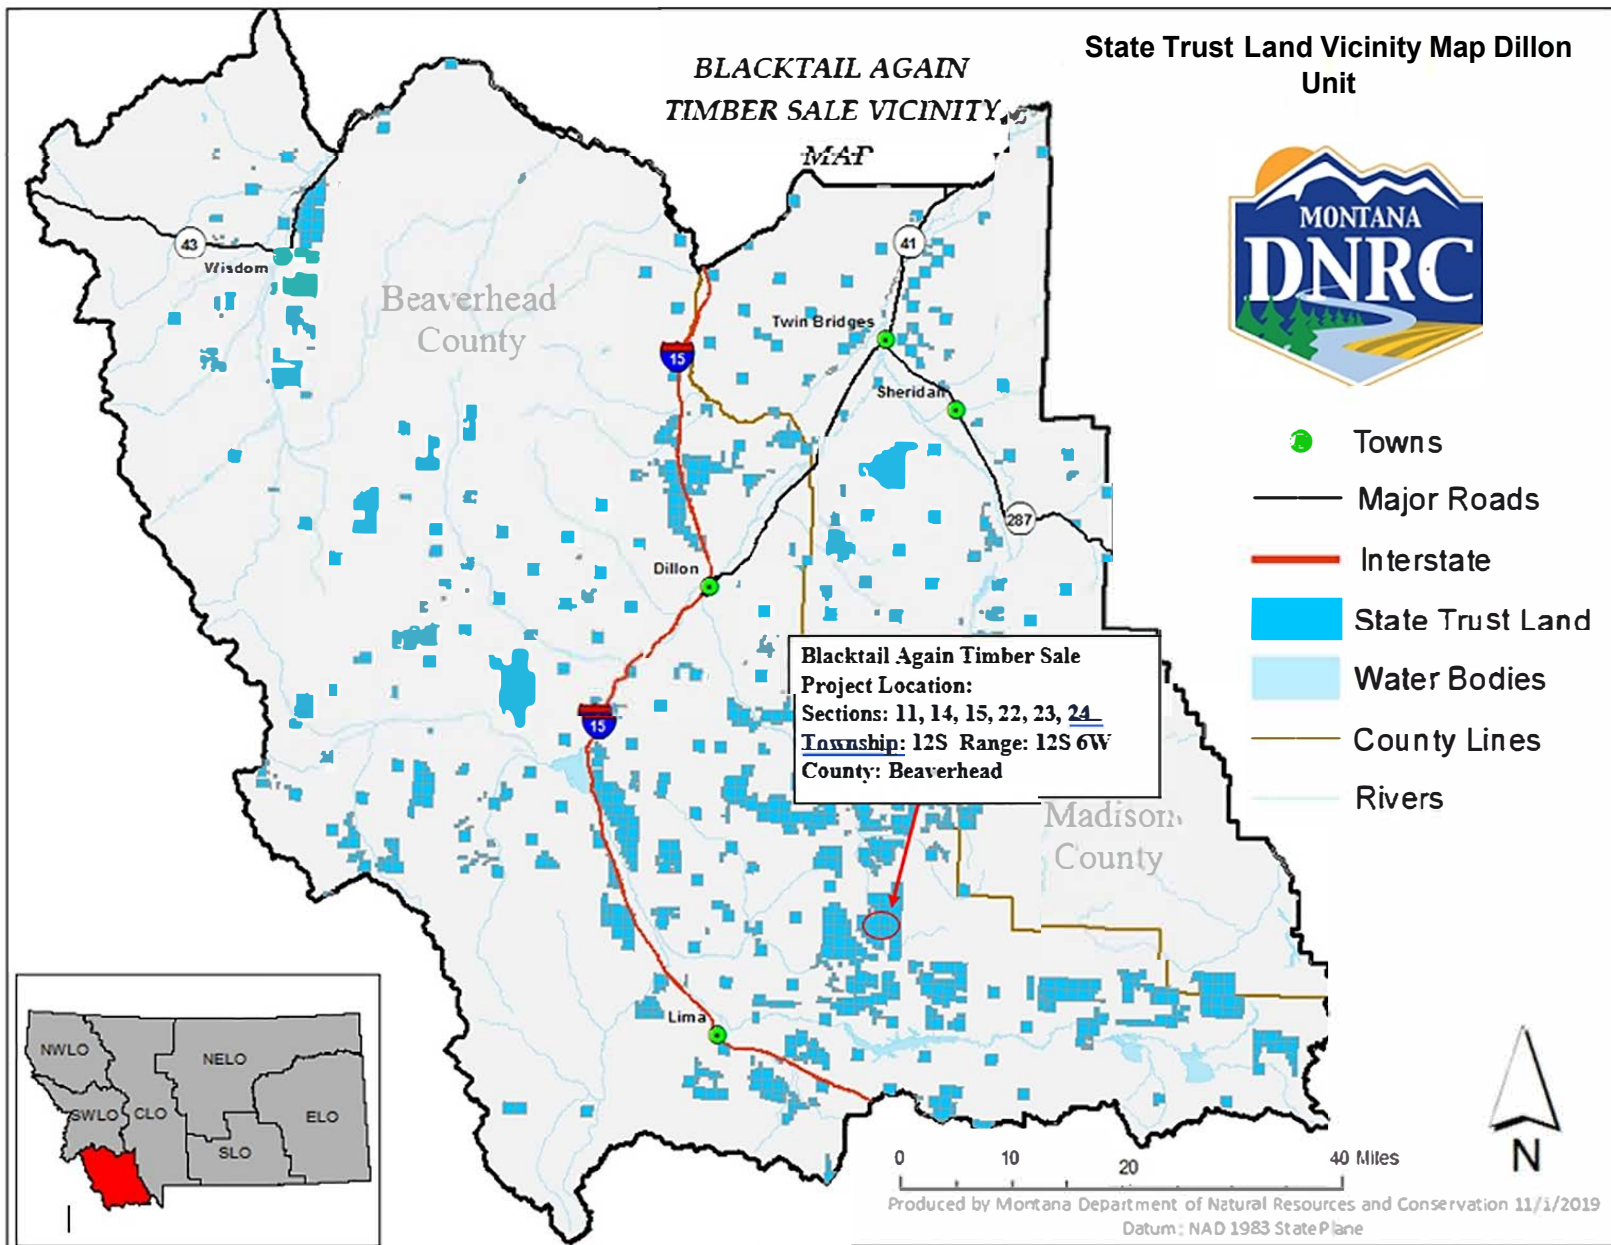 State Trust Land Vicinity Map Dillon
Unit
BLACKTAIL AGAIN
TIMBER SALE VICINITY
MAP
MONTANA
DNRC
43
Wisdom
Beaverhead
County
41
Twin Bridges
15
Sheridan
287
Dillon
Towns
Major Roads
Interstate
State Trust Land
Water Bodies
County Lines
Rivers
Blacktail Again Timber Sale
Project Location:
Sections: 11, 14, 15, 22, 23, 24
Township: 12S Range: 12S 6W
County: Beaverhead
15
Madison
County
Lima
NWLO
NELO
SWLO
CLO
ELO
SLO
0 10 20 40 Miles
N
Produced by Montana Department of Natural Resources and Conservation 11/1/2019
Datum: NAD 1983 StatePlane